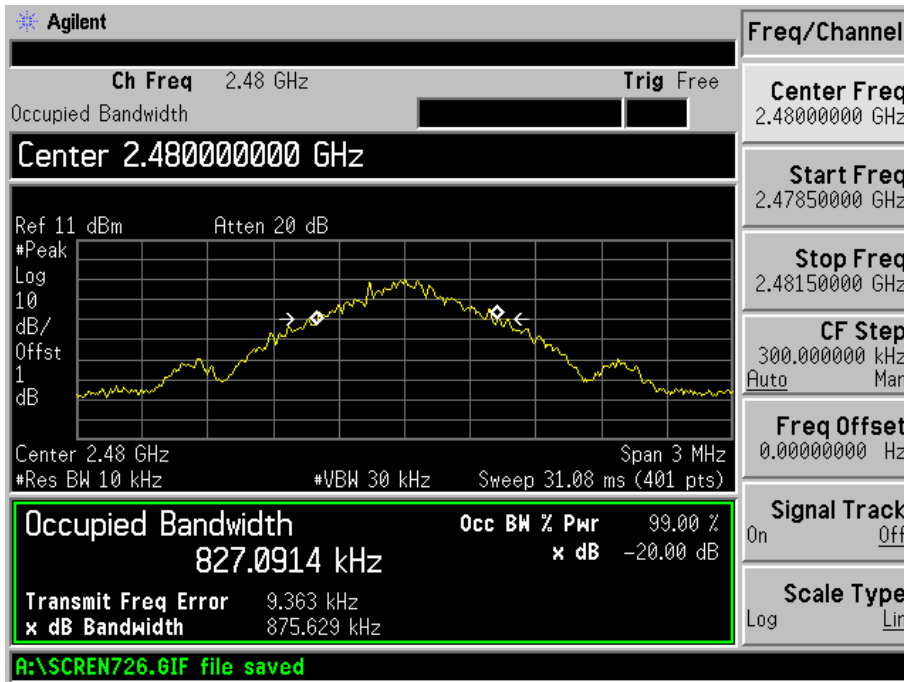 Agilent
Ch Freq 2.48 GHz Trig Free
Occupied Bandwidth
Center 2.480000000 GHz
Ref 11 dBm Atten 20 dB
#Peak
Log
10
dB/
Offst
1
dB
Center 2.48 GHz Span 3 MHz
#Res BW 10 kHz #VBW 30 kHz Sweep 31.08 ms (401 pts)
Occupied Bandwidth Occ BW % Pwr 99.00 %
827.0914 kHz x dB -20.00 dB
Transmit Freq Error 9.363 kHz
x dB Bandwidth 875.629 kHz
A:\SCREN726.GIF file saved
Freq/Channel
Center Freq
2.48000000 GHz
Start Freq
2.47850000 GHz
Stop Freq
2.48150000 GHz
CF Step
300.000000 kHz
Auto Man
Freq Offset
0.00000000 Hz
Signal Track
On Off
Scale Type
Log Lin